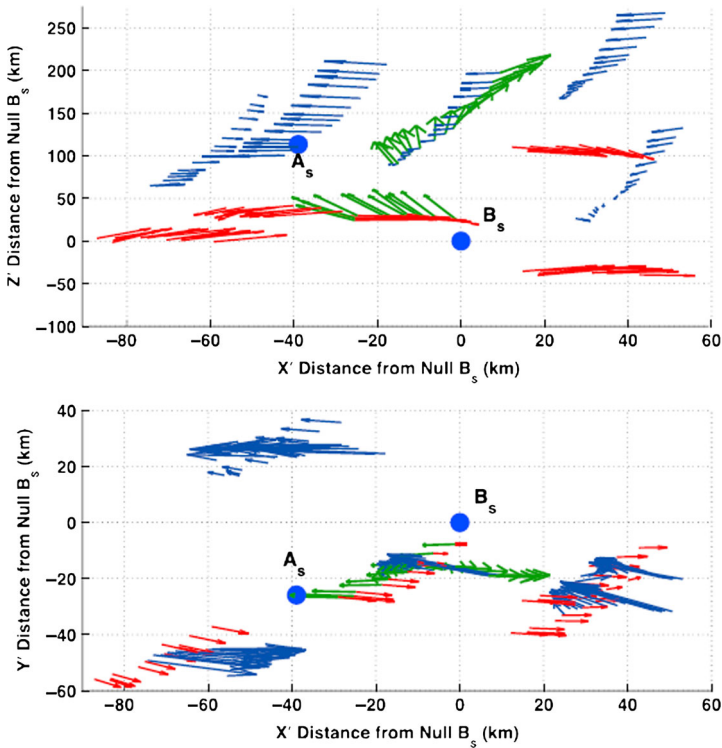 250
200
150
100
50
0
−50
−100
Z′ Distance from Null Bs (km)
As
Bs
−80 −60 −40 −20 0 20 40 60
X′ Distance from Null Bs (km)
40
20
0
−20
−40
−60
Y′ Distance from Null Bs (km)
Bs
As
−80 −60 −40 −20 0 20 40 60
X′ Distance from Null Bs (km)